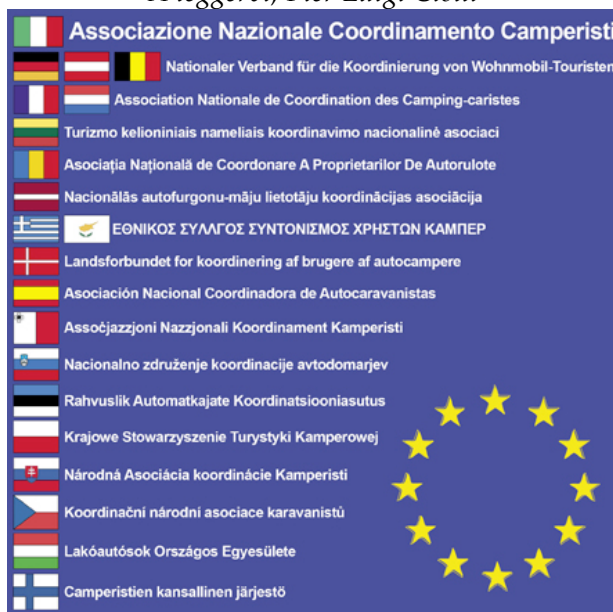 Associazione Nazionale Coordinamento Camperisti
Nationaler Verband für die Koordinierung von Wohnmobil-Touristen
Association Nationale de Coordination des Camping-caristes
Turizmo kelioniniais nameliais koordinavimo nacionalinė asociaci
Asociaţia Naţională de Coordonare A Proprietarilor De Autorulote
Nacionālās autofurgonu-māju lietotāju koordinācijas asociācija
ΕΘΝΙΚΟΣ ΣΥΛΛΓΟΣ ΣΥΝΤΟΝΙΣΜΟΣ ΧΡΗΣΤΩΝ ΚΑΜΠΕΡ
Landsforbundet for koordinering af brugere af autocampere
Asociación Nacional Coordinadora de Autocaravanistas
Assoċjazzjoni Nazzjonali Koordinament Kamperisti
Nacionalno združenje koordinacije avtodomarjev
Rahvuslik Automatkajate Koordinatsiooniasutus
Krajowe Stowarzyszenie Turystyki Kamperowej
Národná Asociácia koordinácie Kamperisti
Koordinační národní asociace karavanistů
Lakóautósok Országos Egyesülete
Camperistien kansallinen järjestö